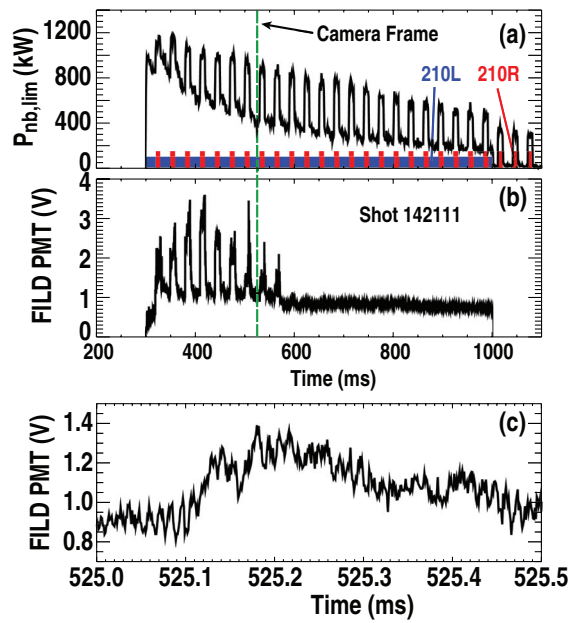 1200
800
400
0
P_nb,lim (kW)
Camera Frame
(a)
210L
210R
4
3
2
1
0
FILD PMT (V)
(b)
Shot 142111
200
400
600
800
1000
Time (ms)
1.4
1.2
1.0
0.8
FILD PMT (V)
(c)
525.0
525.1
525.2
525.3
525.4
525.5
Time (ms)